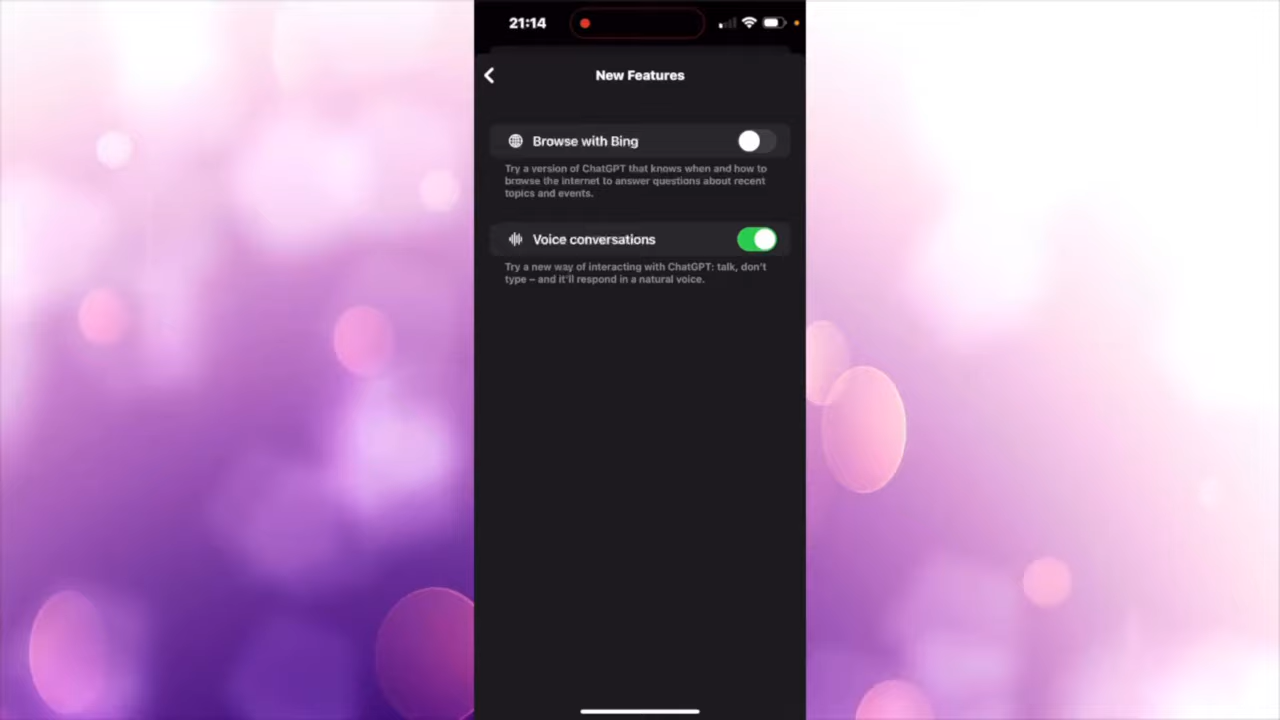 21:14
New Features
Browse with Bing
Try a version of ChatGPT that knows when and how to
browse the internet to answer questions about recent
topics and events.
Voice conversations
Try a new way of interacting with ChatGPT: talk, don't
type – and it'll respond in a natural voice.